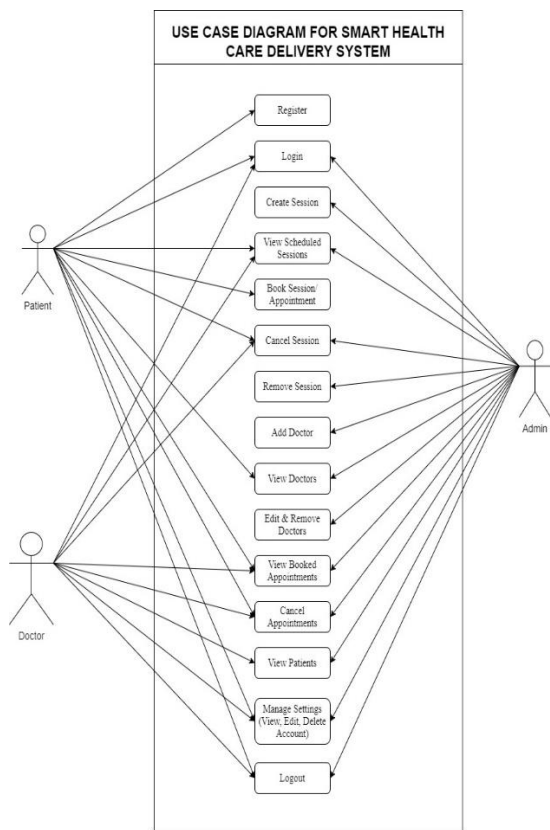 USE CASE DIAGRAM FOR SMART HEALTH
CARE DELIVERY SYSTEM
Register
Login
Create Session
View Scheduled
Sessions
Patient
Book Session/
Appointment
Cancel Session
Remove Session
Admin
Add Doctor
View Doctors
Edit & Remove
Doctors
View Booked
Appointments
Doctor
Cancel
Appointments
View Patients
Manage Settings
(View, Edit, Delete
Account)
Logout